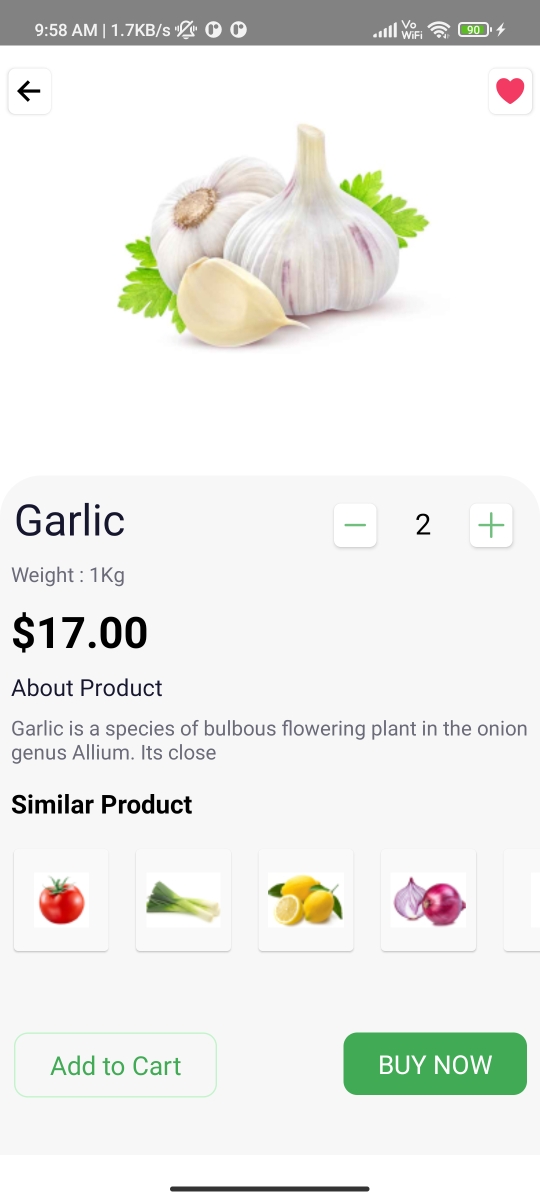 9:58 AM | 1.7KB/s
Vo
WiFi
90
Garlic
2
Weight : 1Kg
$17.00
About Product
Garlic is a species of bulbous flowering plant in the onion
genus Allium. Its close
Similar Product
Add to Cart
BUY NOW